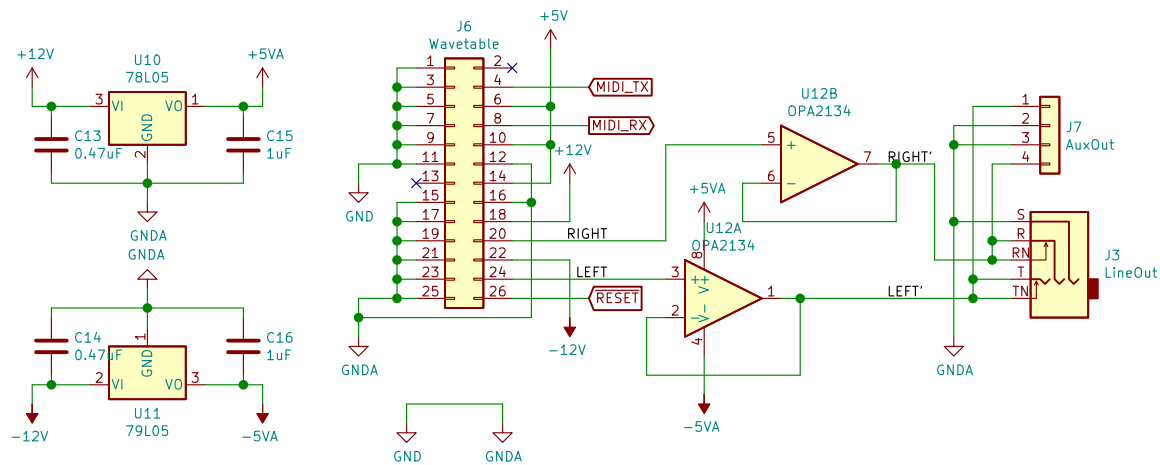 +12V
U10
78L05
+5VA
3
VI
VO
1
GND
2
C13
0.47uF
C15
1uF
GNDA
GNDA
C14
0.47uF
C16
1uF
1
GND
2
VI
VO
3
U11
79L05
-12V
-5VA
J6
Wavetable
+5V
1
2
3
4
MIDI_TX
5
6
7
8
MIDI_RX
9
10
11
12
+12V
13
14
15
16
GND
17
18
19
20
RIGHT
21
22
23
24
LEFT
25
26
RESET
-12V
GNDA
GND
GNDA
U12B
OPA2134
5
+
6
-
7
RIGHT'
+5VA
U12A
OPA2134
8
3
+
V+
2
-
V-
1
4
LEFT'
-5VA
1
2
3
4
J7
AuxOut
S
R
RN
T
TN
J3
LineOut
GNDA